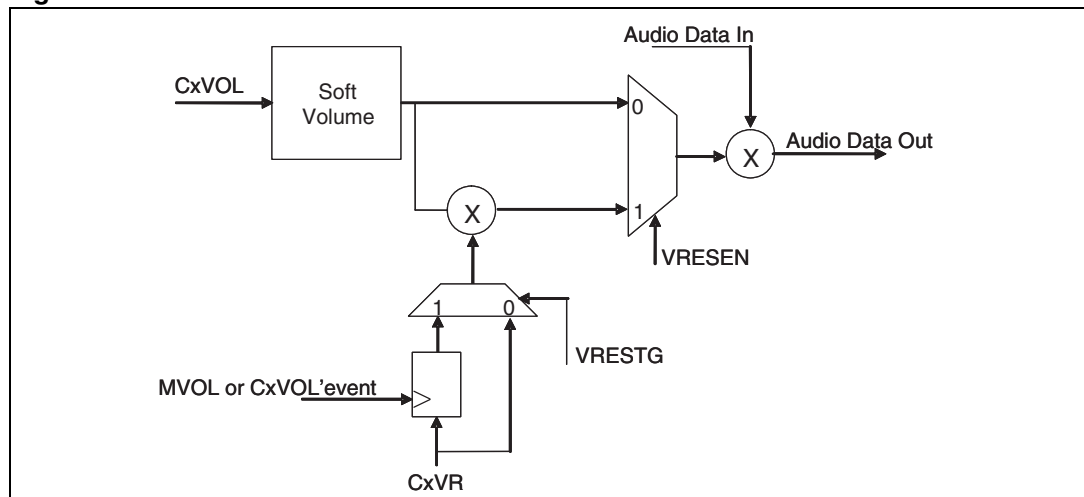 Audio Data In
CxVOL
Soft
Volume
0
X
Audio Data Out
X
1
VRESEN
1 0
VRESTG
MVOL or CxVOL'event
CxVR